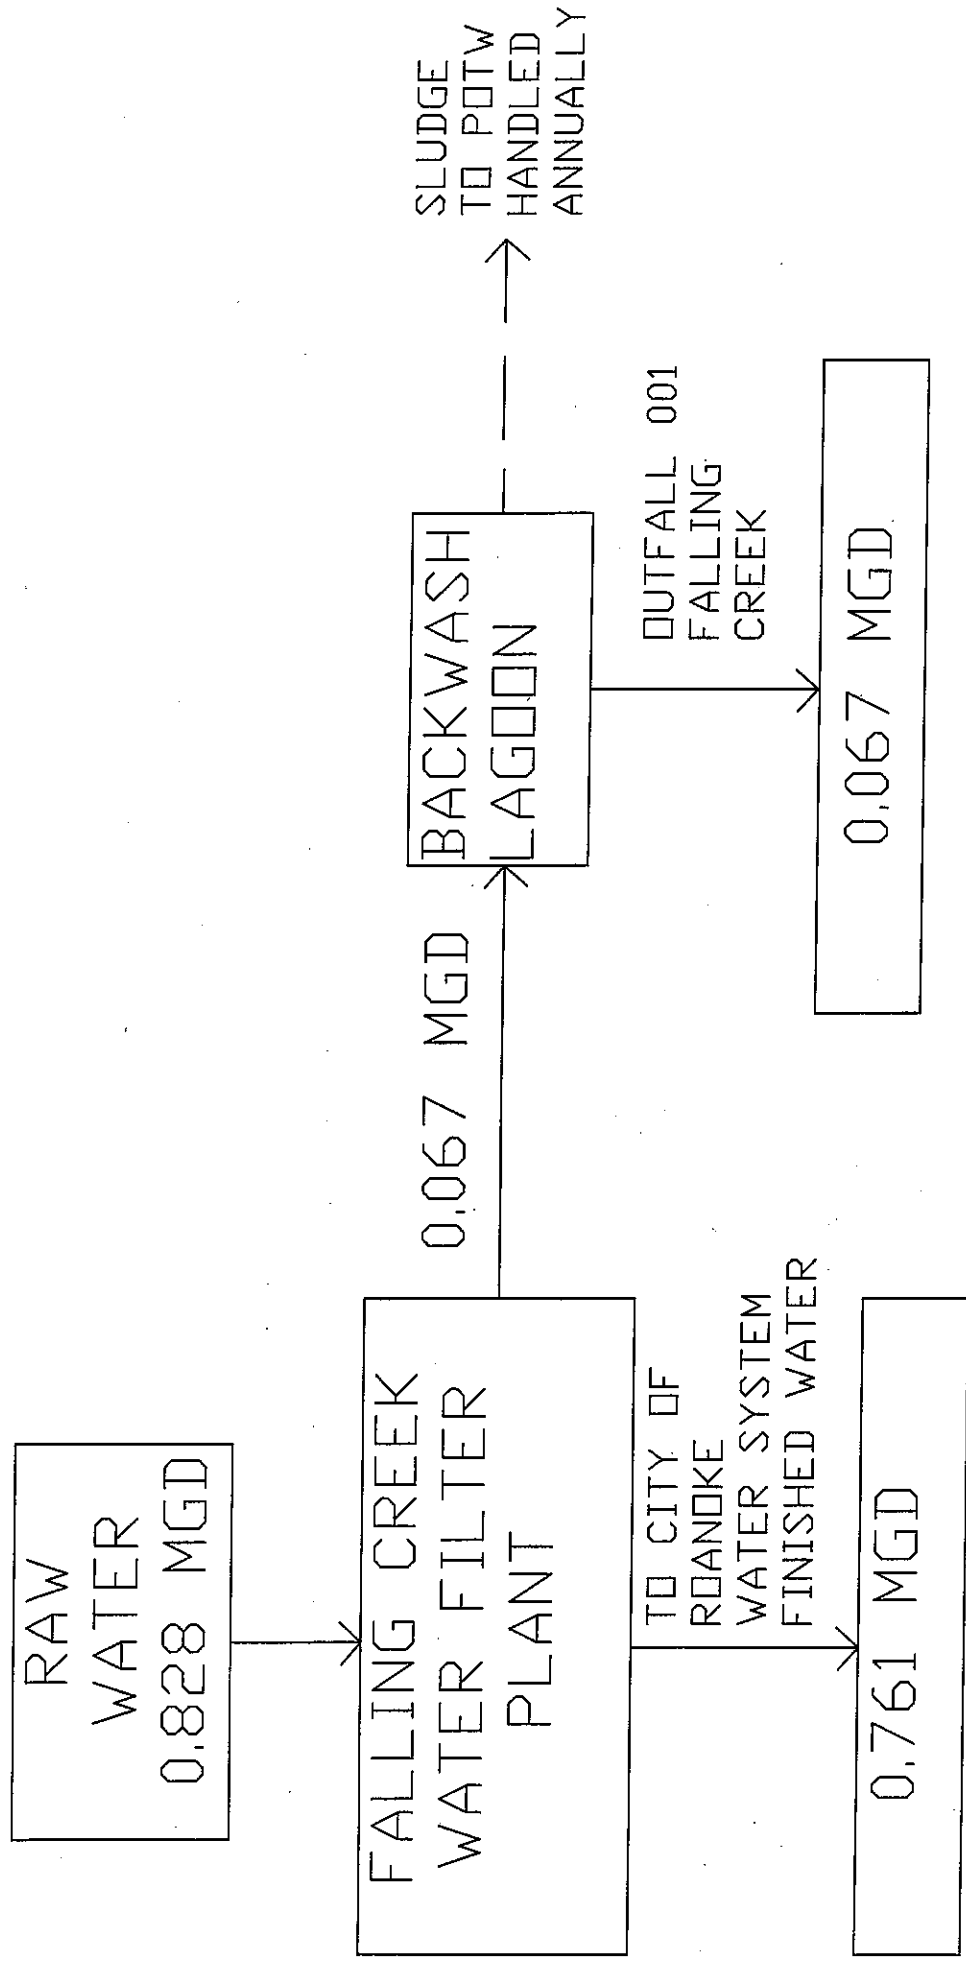 RAW
WATER
0.828 MGD
FALLING CREEK
WATER FILTER
PLANT
0.067 MGD
BACKWASH
LAGOON
SLUDGE
TO POTW
HANDLED
ANNUALLY
TO CITY OF
ROANOKE
WATER SYSTEM
FINISHED WATER
0.761 MGD
OUTFALL 001
FALLING
CREEK
0.067 MGD